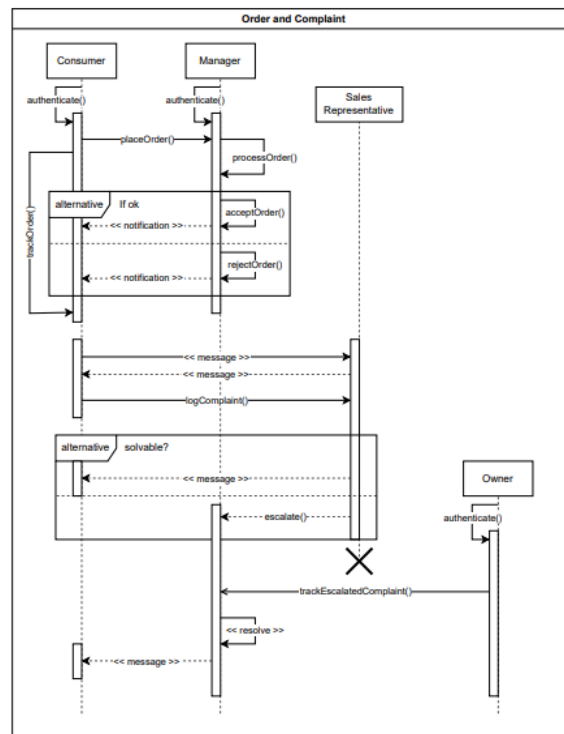 Order and Complaint
Consumer
Manager
Sales
Representative
authenticate()
authenticate()
placeOrder()
processOrder()
trackOrder()
alternative
If ok
acceptOrder()
<< notification >>
rejectOrder()
<< notification >>
<< message >>
<< message >>
logComplaint()
alternative
solvable?
<< message >>
Owner
escalate()
authenticate()
trackEscalatedComplaint()
<< resolve >>
<< message >>